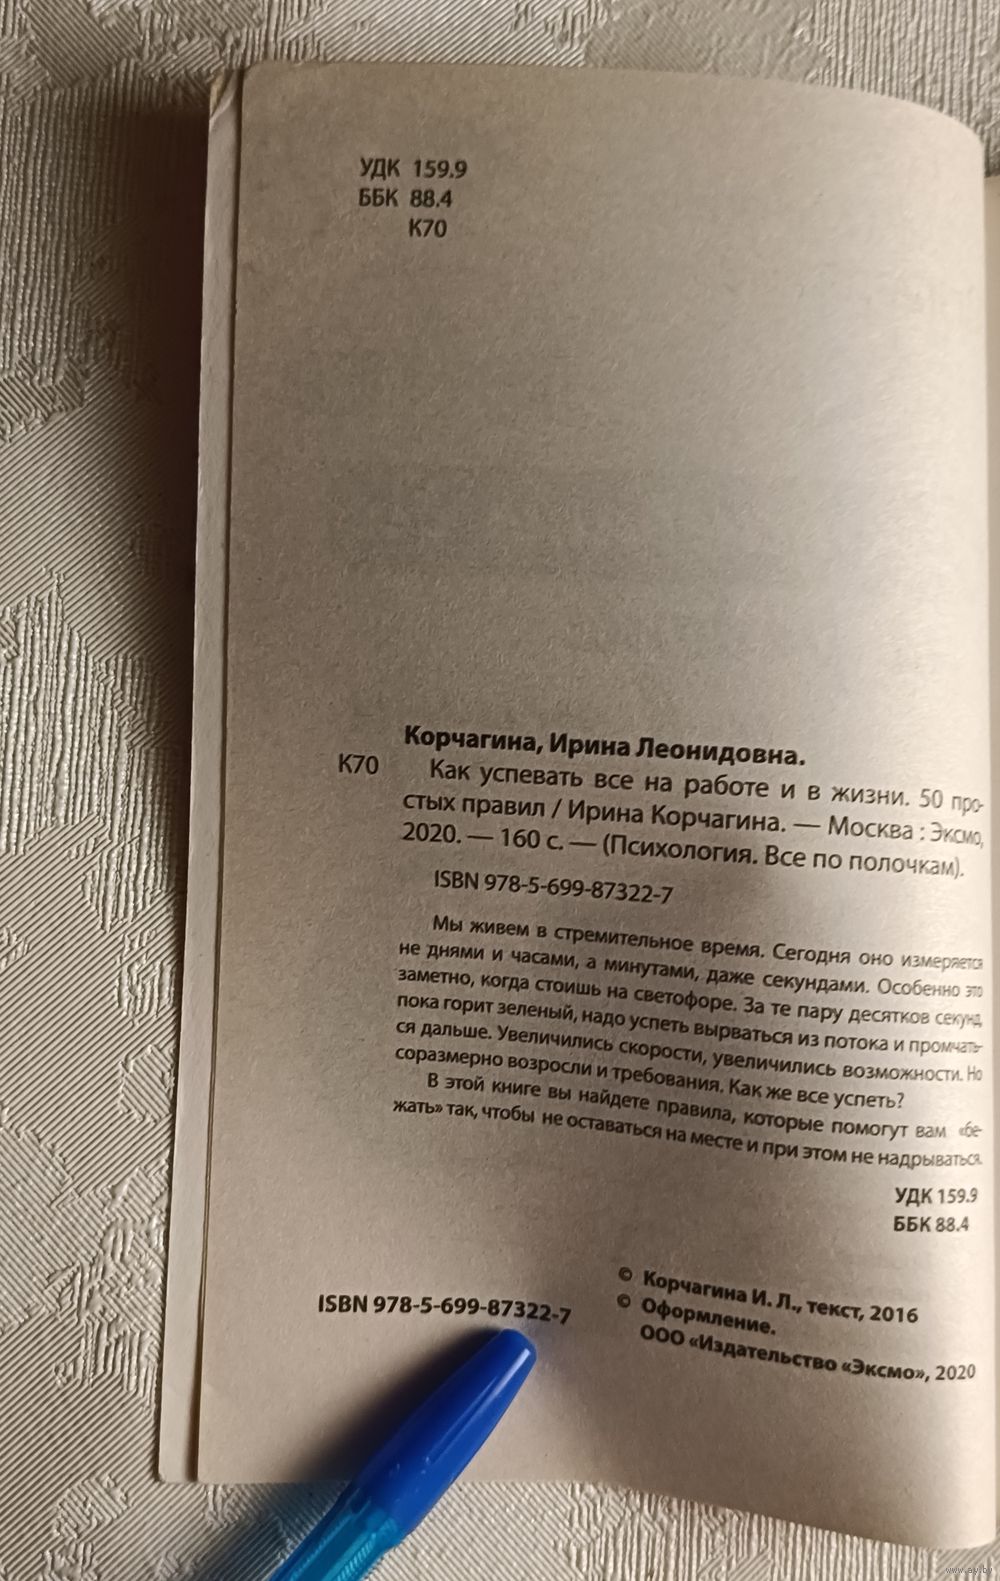 УДК 159.9
ББК 88.4
К70
Корчагина, Ирина Леонидовна.
К70 Как успевать все на работе и в жизни. 50 про-
стых правил / Ирина Корчагина. — Москва : Эксмо,
2020. — 160 с. — (Психология. Все по полочкам).
ISBN 978-5-699-87322-7
Мы живем в стремительное время. Сегодня оно измеряется
не днями и часами, а минутами, даже секундами. Особенно это
заметно, когда стоишь на светофоре. За те пару десятков секунд,
пока горит зеленый, надо успеть вырваться из потока и промчать-
ся дальше. Увеличились скорости, увеличились возможности. Но
соразмерно возросли и требования. Как же все успеть?
В этой книге вы найдете правила, которые помогут вам «бе-
жать» так, чтобы не оставаться на месте и при этом не надрываться.
УДК 159.9
ББК 88.4
© Корчагина И. Л., текст, 2016
© Оформление.
ООО «Издательство «Эксмо», 2020
ISBN 978-5-699-87322-7
www.ay.by